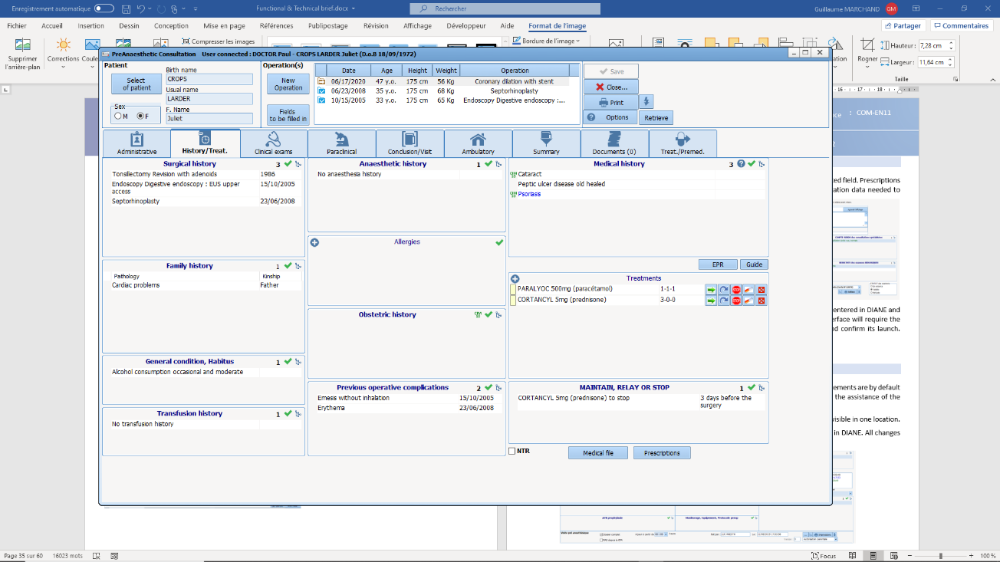 Enregistrement automatique
Functional & Technical brief.docx
Rechercher
Guillaume MARCHAND
GM
Fichier Accueil Insertion Dessin Conception Mise en page Références Publipostage Révision Affichage Développeur Aide Format de l'image
Partager Commentaires
Supprimer l'arrière-plan
Corrections
Compresser les images
Bordure de l'image
Rogner
Hauteur : 7,28 cm
Largeur : 11,64 cm
Taille
PreAnaesthetic Consultation User connected : DOCTOR Paul - CROPS LARDER Juliet (D.o.B 18/09/1972)
Patient
Select of patient
Sex
M F
Birth name
CROPS
Usual name
LARDER
F. Name
Juliet
Operation(s)
New Operation
Fields to be filled in
Date Age Height Weight Operation
06/17/2020 47 y.o. 175 cm 56 Kg Coronary dilation with stent
06/23/2008 35 y.o. 175 cm 68 Kg Septorhinoplasty
10/15/2005 33 y.o. 175 cm 65 Kg Endoscopy Digestive endoscopy :...
Save
Close...
Print
Options
Retrieve
Administrative
History/Treat.
Clinical exams
Paraclinical
Conclusion/Visit
Ambulatory
Summary
Documents (0)
Treat./Premed.
Surgical history 3
Tonsillectomy Revision with adenoids 1986
Endoscopy Digestive endoscopy : EUS upper access 15/10/2005
Septorhinoplasty 23/06/2008
Family history 1
Pathology Kinship
Cardiac problems Father
General condition, Habitus 1
Alcohol consumption occasional and moderate
Transfusion history 1
No transfusion history
Anaesthetic history 1
No anaesthesia history
Allergies
Obstetric history
Previous operative complications 2
Emesis without inhalation 15/10/2005
Erythema 23/06/2008
Medical history 3
Cataract
Peptic ulcer disease old healed
Psoriasis
EPR
Guide
Treatments
PARALYOC 500mg (paracétamol) 1-1-1
STOP
CORTANCYL 5mg (prednisone) 3-0-0
STOP
MAINTAIN, RELAY OR STOP 1
CORTANCYL 5mg (prednisone) to stop 3 days before the surgery
NTR
Medical file
Prescriptions
: COM-EN11
ed field. Prescriptions
ation data needed to
entered in DIANE and
erface will require the
nd confirm its launch.
ements are by default
the assistance of the
visible in one location.
in DIANE. All changes
Page 35 sur 60 16023 mots
Focus
100 %